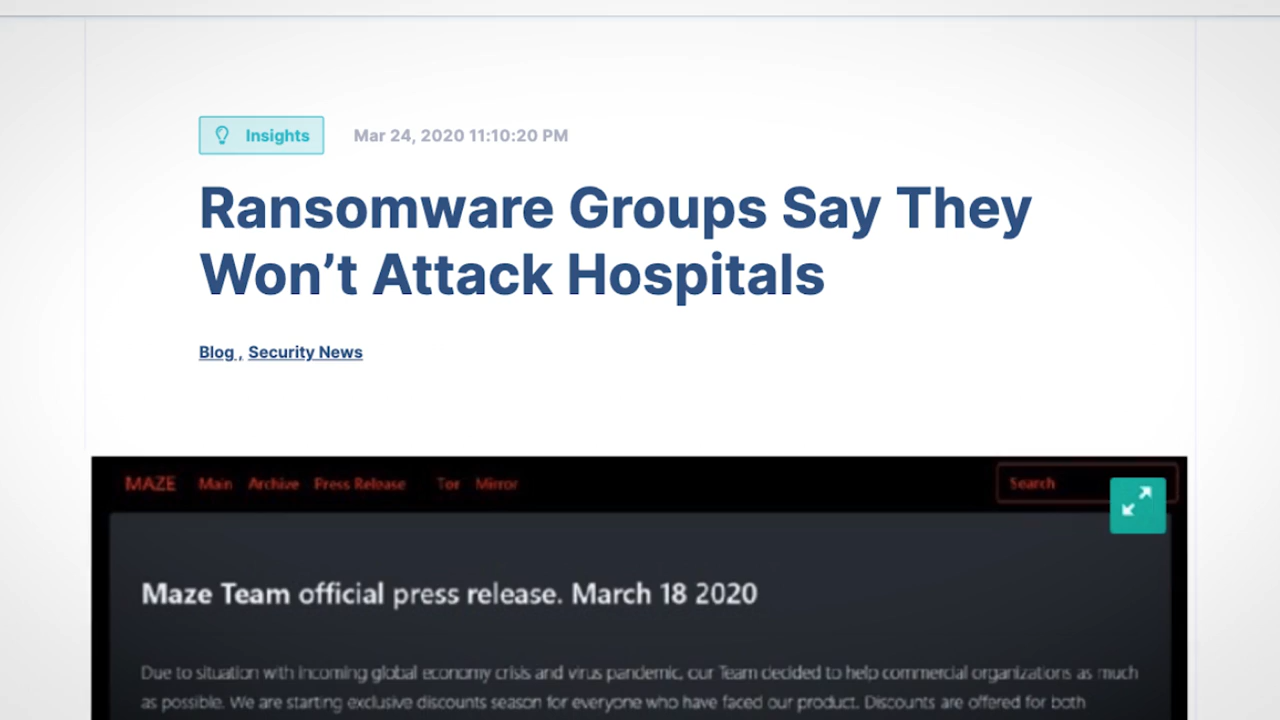 Insights Mar 24, 2020 11:10:20 PM
Ransomware Groups Say They
Won’t Attack Hospitals
Blog , Security News
MAZE Main Archive Press Release Tor Mirror Search
Maze Team official press release. March 18 2020
Due to situation with incoming global economy crisis and virus pandemic, our Team decided to help commercial organizations as much
as possible. We are starting exclusive discounts season for everyone who have faced our product. Discounts are offered for both